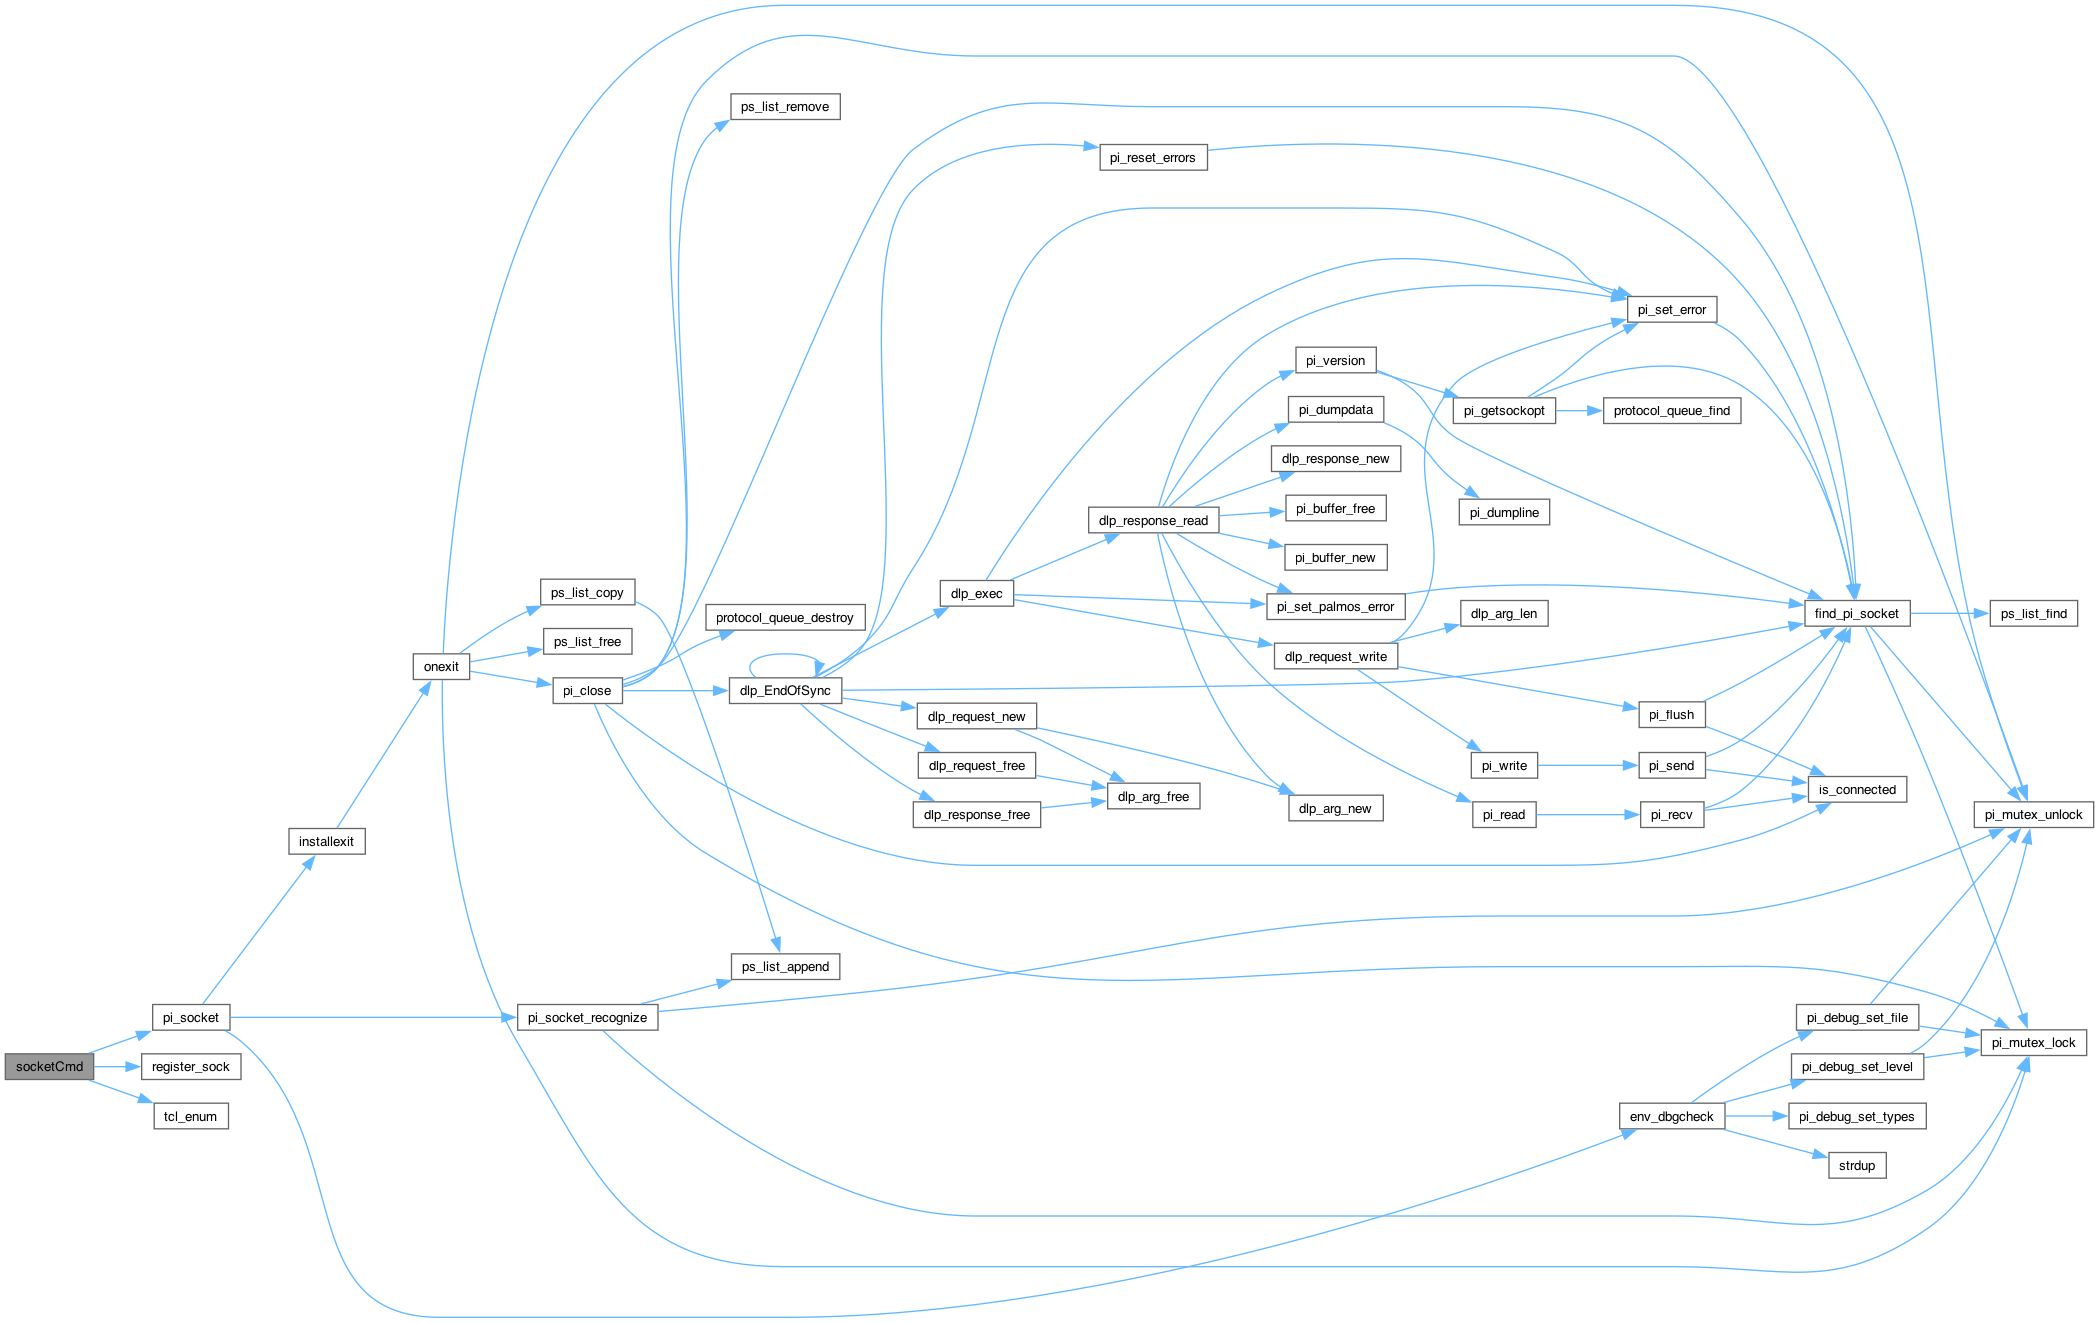 socketCmd
pi_socket
register_sock
tcl_enum
installexit
onexit
pi_socket_recognize
ps_list_copy
ps_list_free
pi_close
ps_list_remove
protocol_queue_destroy
dlp_EndOfSync
ps_list_append
dlp_exec
dlp_request_new
dlp_request_free
dlp_response_free
pi_reset_errors
dlp_response_read
dlp_arg_free
pi_version
pi_dumpdata
dlp_response_new
pi_buffer_free
pi_buffer_new
pi_set_palmos_error
dlp_request_write
dlp_arg_new
pi_getsockopt
pi_dumpline
dlp_arg_len
pi_write
pi_read
pi_set_error
protocol_queue_find
pi_flush
pi_send
pi_recv
env_dbgcheck
find_pi_socket
is_connected
pi_debug_set_file
pi_debug_set_level
pi_debug_set_types
strdup
ps_list_find
pi_mutex_unlock
pi_mutex_lock